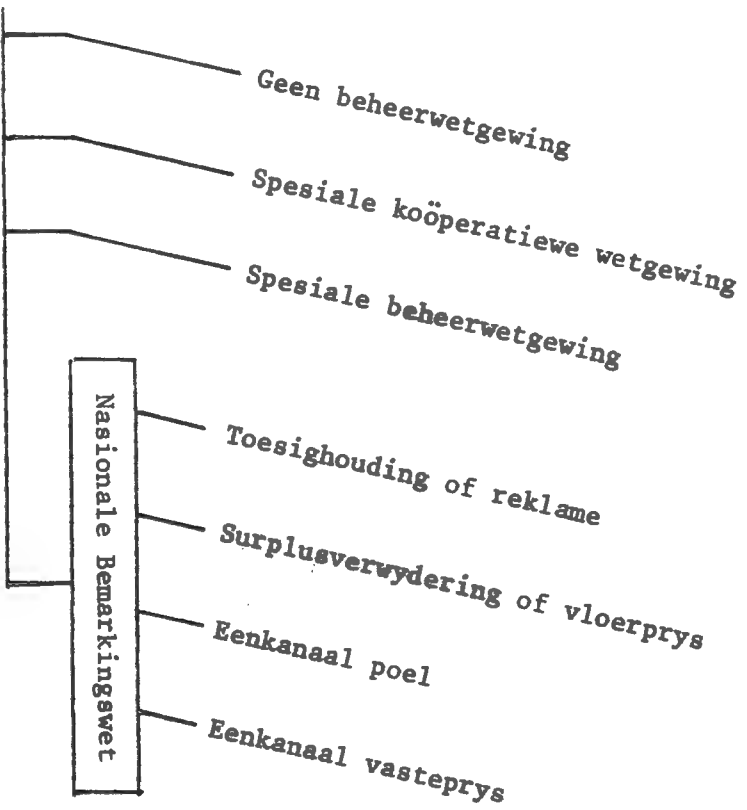 Geen beheerwetgewing
Spesiale koöperatiewe wetgewing
Spesiale beheerwetgewing
Nasionale Bemarkingswet
Toesighouding of reklame
Surplusverwydering of vloerprys
Eenkanaal poel
Eenkanaal vasteprys